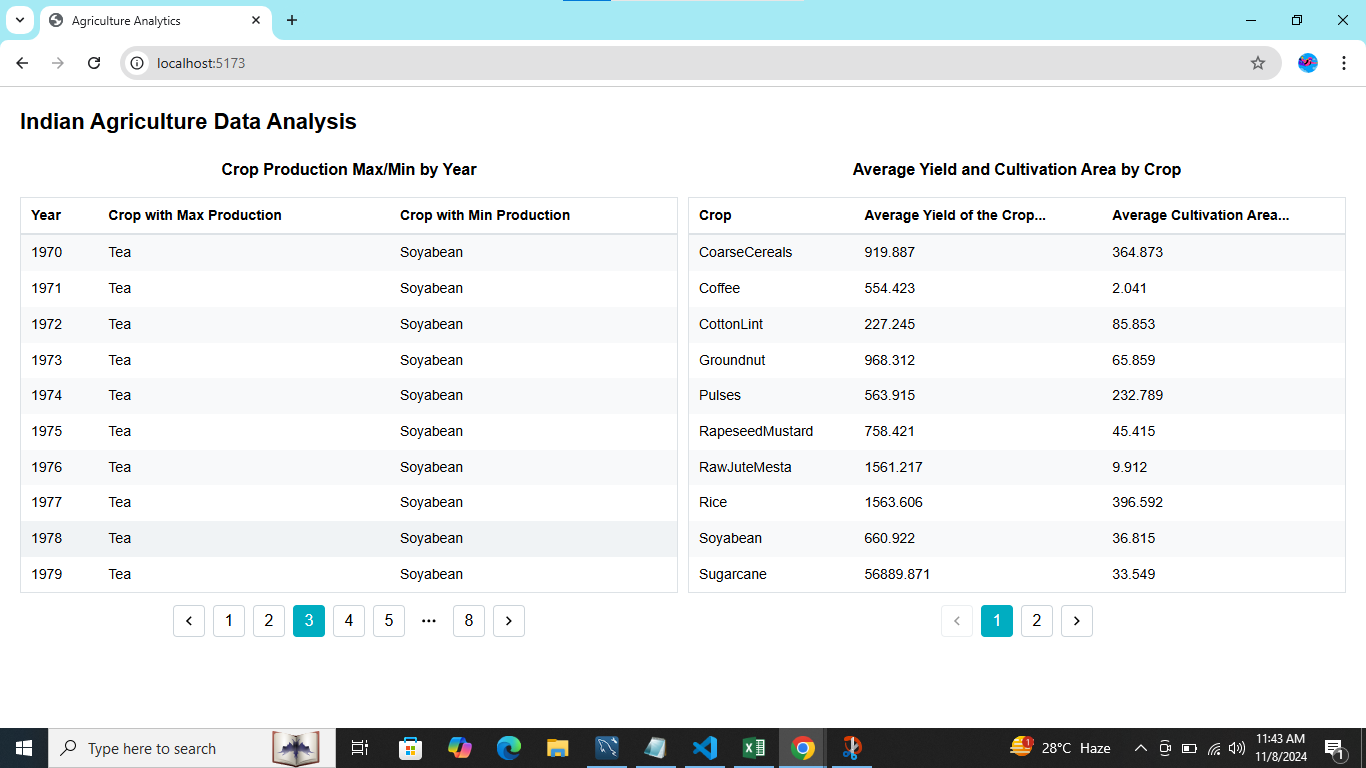 Agriculture Analytics
localhost:5173
Indian Agriculture Data Analysis
Crop Production Max/Min by Year
Year Crop with Max Production Crop with Min Production
1970 Tea Soyabean
1971 Tea Soyabean
1972 Tea Soyabean
1973 Tea Soyabean
1974 Tea Soyabean
1975 Tea Soyabean
1976 Tea Soyabean
1977 Tea Soyabean
1978 Tea Soyabean
1979 Tea Soyabean
1 2 3 4 5 ••• 8
Average Yield and Cultivation Area by Crop
Crop Average Yield of the Crop... Average Cultivation Area...
CoarseCereals 919.887 364.873
Coffee 554.423 2.041
CottonLint 227.245 85.853
Groundnut 968.312 65.859
Pulses 563.915 232.789
RapeseedMustard 758.421 45.415
RawJuteMesta 1561.217 9.912
Rice 1563.606 396.592
Soyabean 660.922 36.815
Sugarcane 56889.871 33.549
1 2
Type here to search
1
28°C Haze
11:43 AM
11/8/2024
1